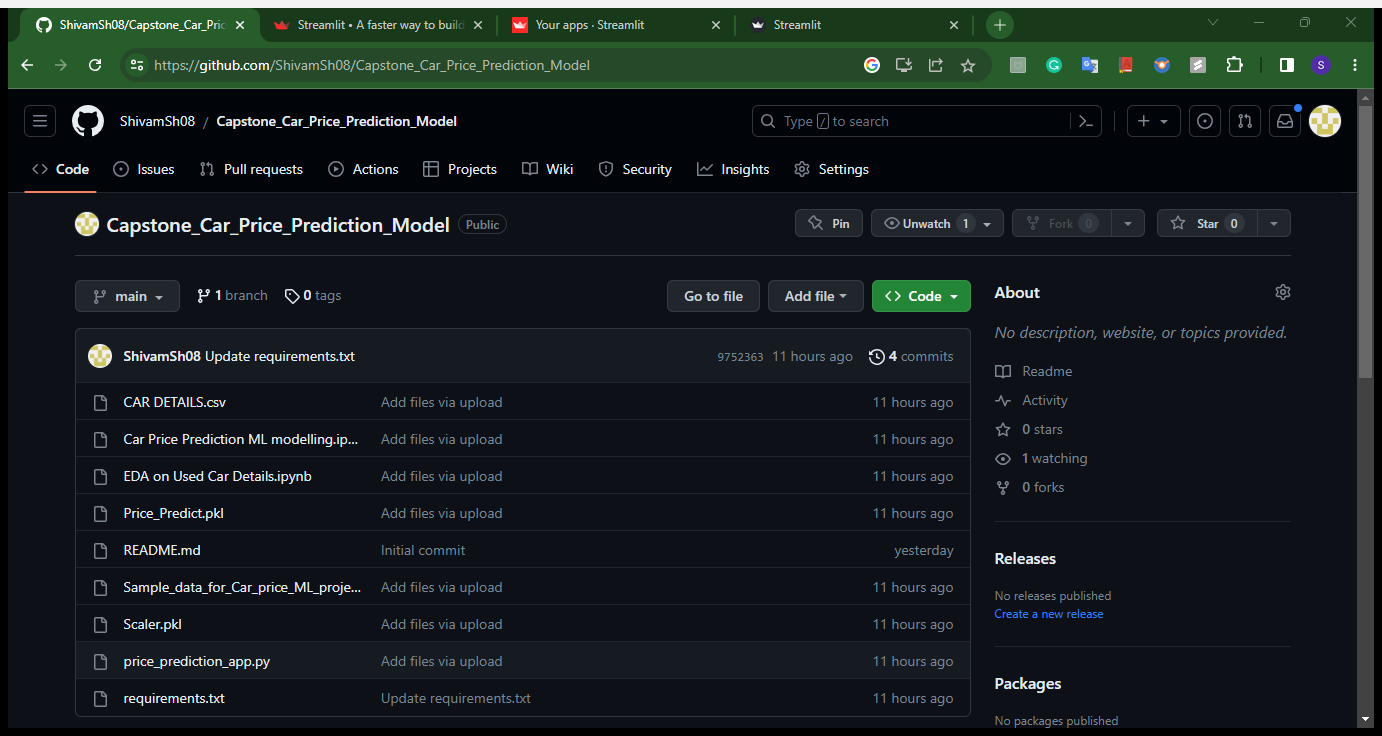 ShivamSh08/Capstone_Car_Pric
Streamlit • A faster way to build
Your apps · Streamlit
Streamlit
https://github.com/ShivamSh08/Capstone_Car_Price_Prediction_Model
S
ShivamSh08 / Capstone_Car_Price_Prediction_Model
Type / to search
Code Issues Pull requests Actions Projects Wiki Security Insights Settings
Capstone_Car_Price_Prediction_Model Public
Pin Unwatch 1 Fork 0 Star 0
main 1 branch 0 tags Go to file Add file Code
ShivamSh08 Update requirements.txt 9752363 11 hours ago 4 commits
CAR DETAILS.csv Add files via upload 11 hours ago
Car Price Prediction ML modelling.ip... Add files via upload 11 hours ago
EDA on Used Car Details.ipynb Add files via upload 11 hours ago
Price_Predict.pkl Add files via upload 11 hours ago
README.md Initial commit yesterday
Sample_data_for_Car_price_ML_proje... Add files via upload 11 hours ago
Scaler.pkl Add files via upload 11 hours ago
price_prediction_app.py Add files via upload 11 hours ago
requirements.txt Update requirements.txt 11 hours ago
About
No description, website, or topics provided.
Readme
Activity
0 stars
1 watching
0 forks
Releases
No releases published
Create a new release
Packages
No packages published